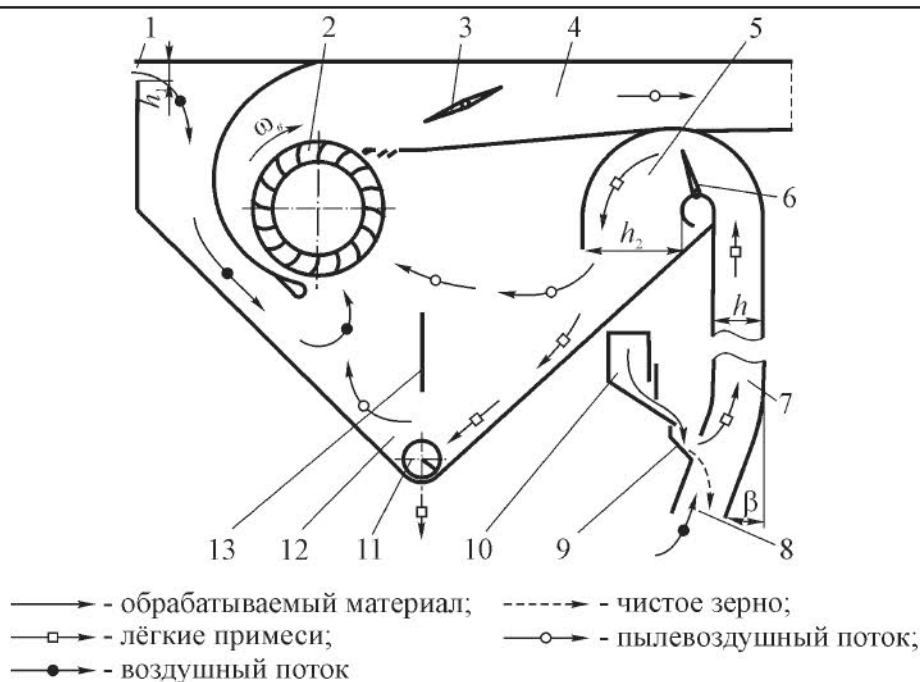 1 2 3 4 5
h₁
ωв
6
h₂
h
7
β
13 12 11 10 9 8
- обрабатываемый материал; - чистое зерно;
- лёгкие примеси; - пылевоздушный поток;
- воздушный поток